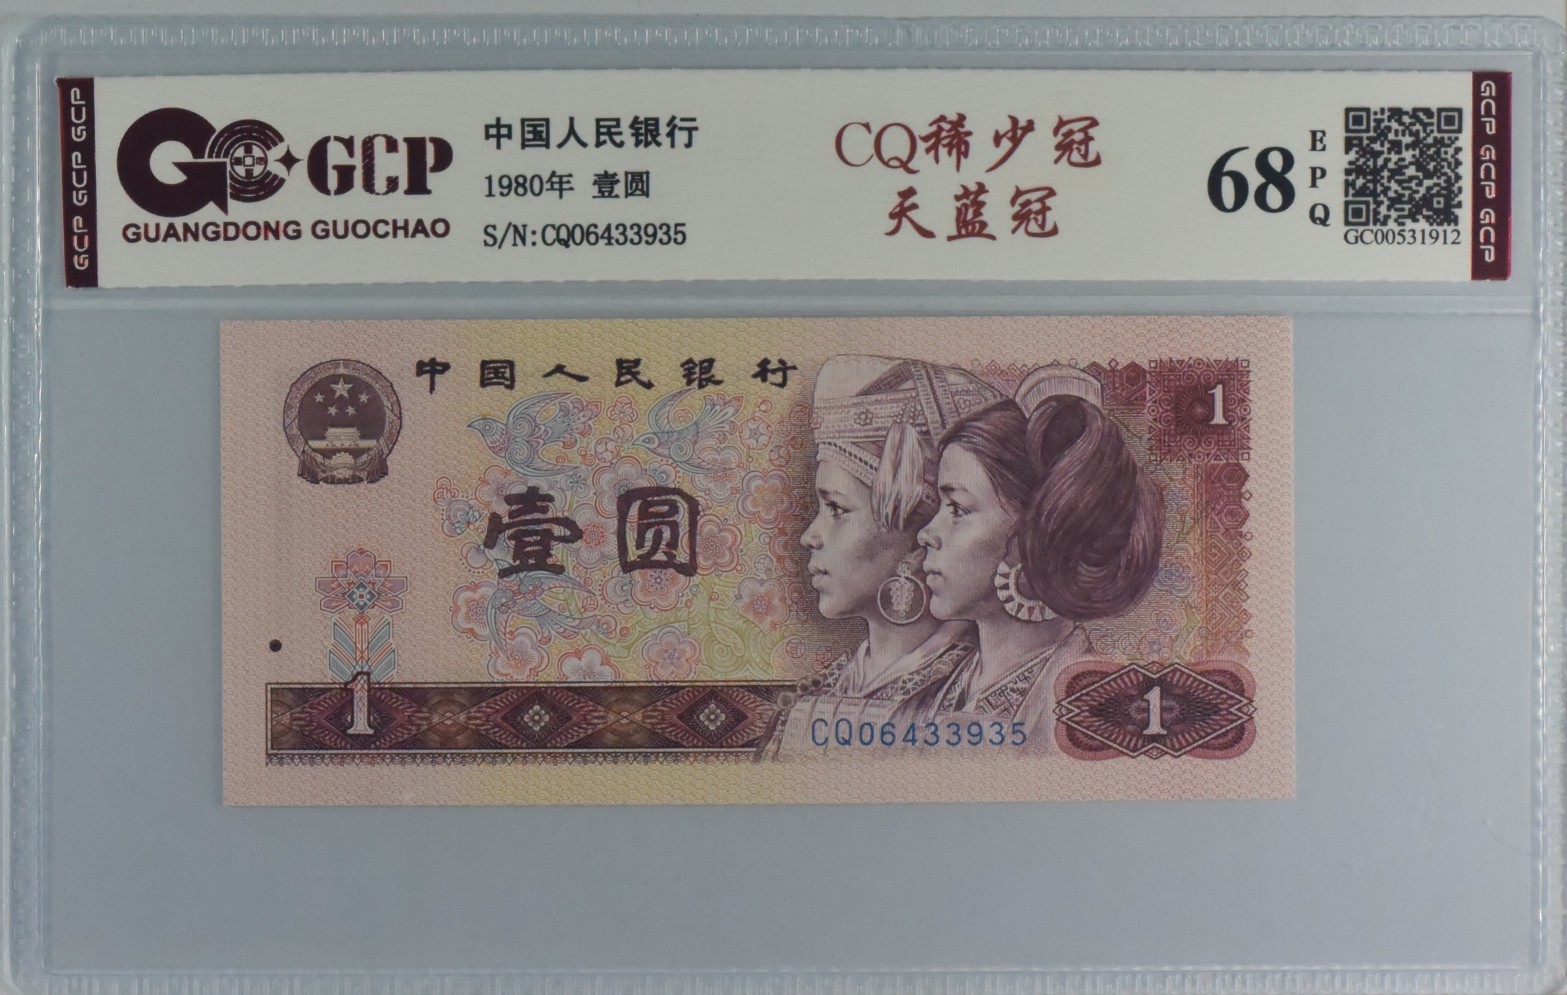 GCP GCP GCP
GCP
GUANGDONG GUOCHAO
中国人民银行
1980年 壹圆
S/N:CQ06433935
CQ稀少冠
天蓝冠
68
EPQ
GC00531912
GCP GCP GCP
中国人民银行
1
壹圆
1
CQ06433935
1